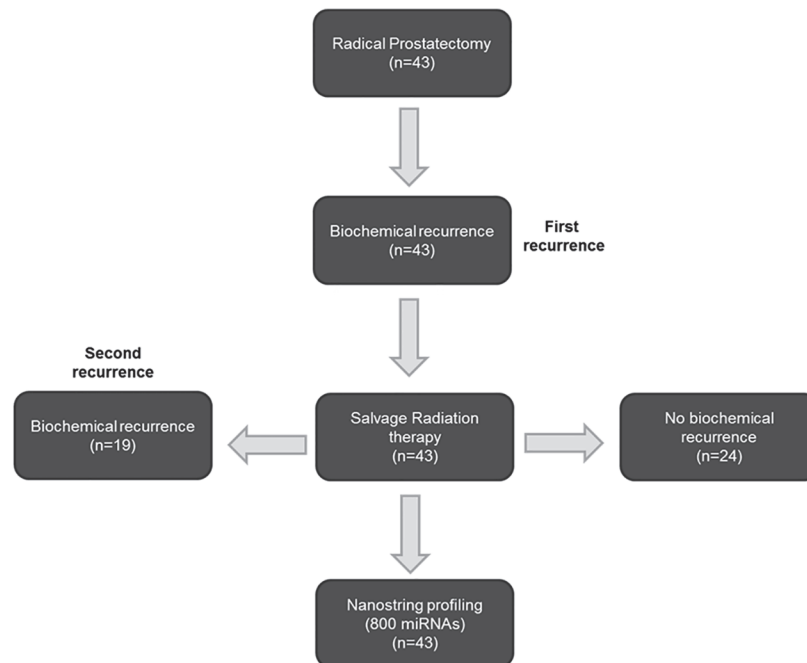 Radical Prostatectomy
(n=43)
Biochemical recurrence
(n=43)
First
recurrence
Second
recurrence
Biochemical recurrence
(n=19)
Salvage Radiation
therapy
(n=43)
No biochemical
recurrence
(n=24)
Nanostring profiling
(800 miRNAs)
(n=43)